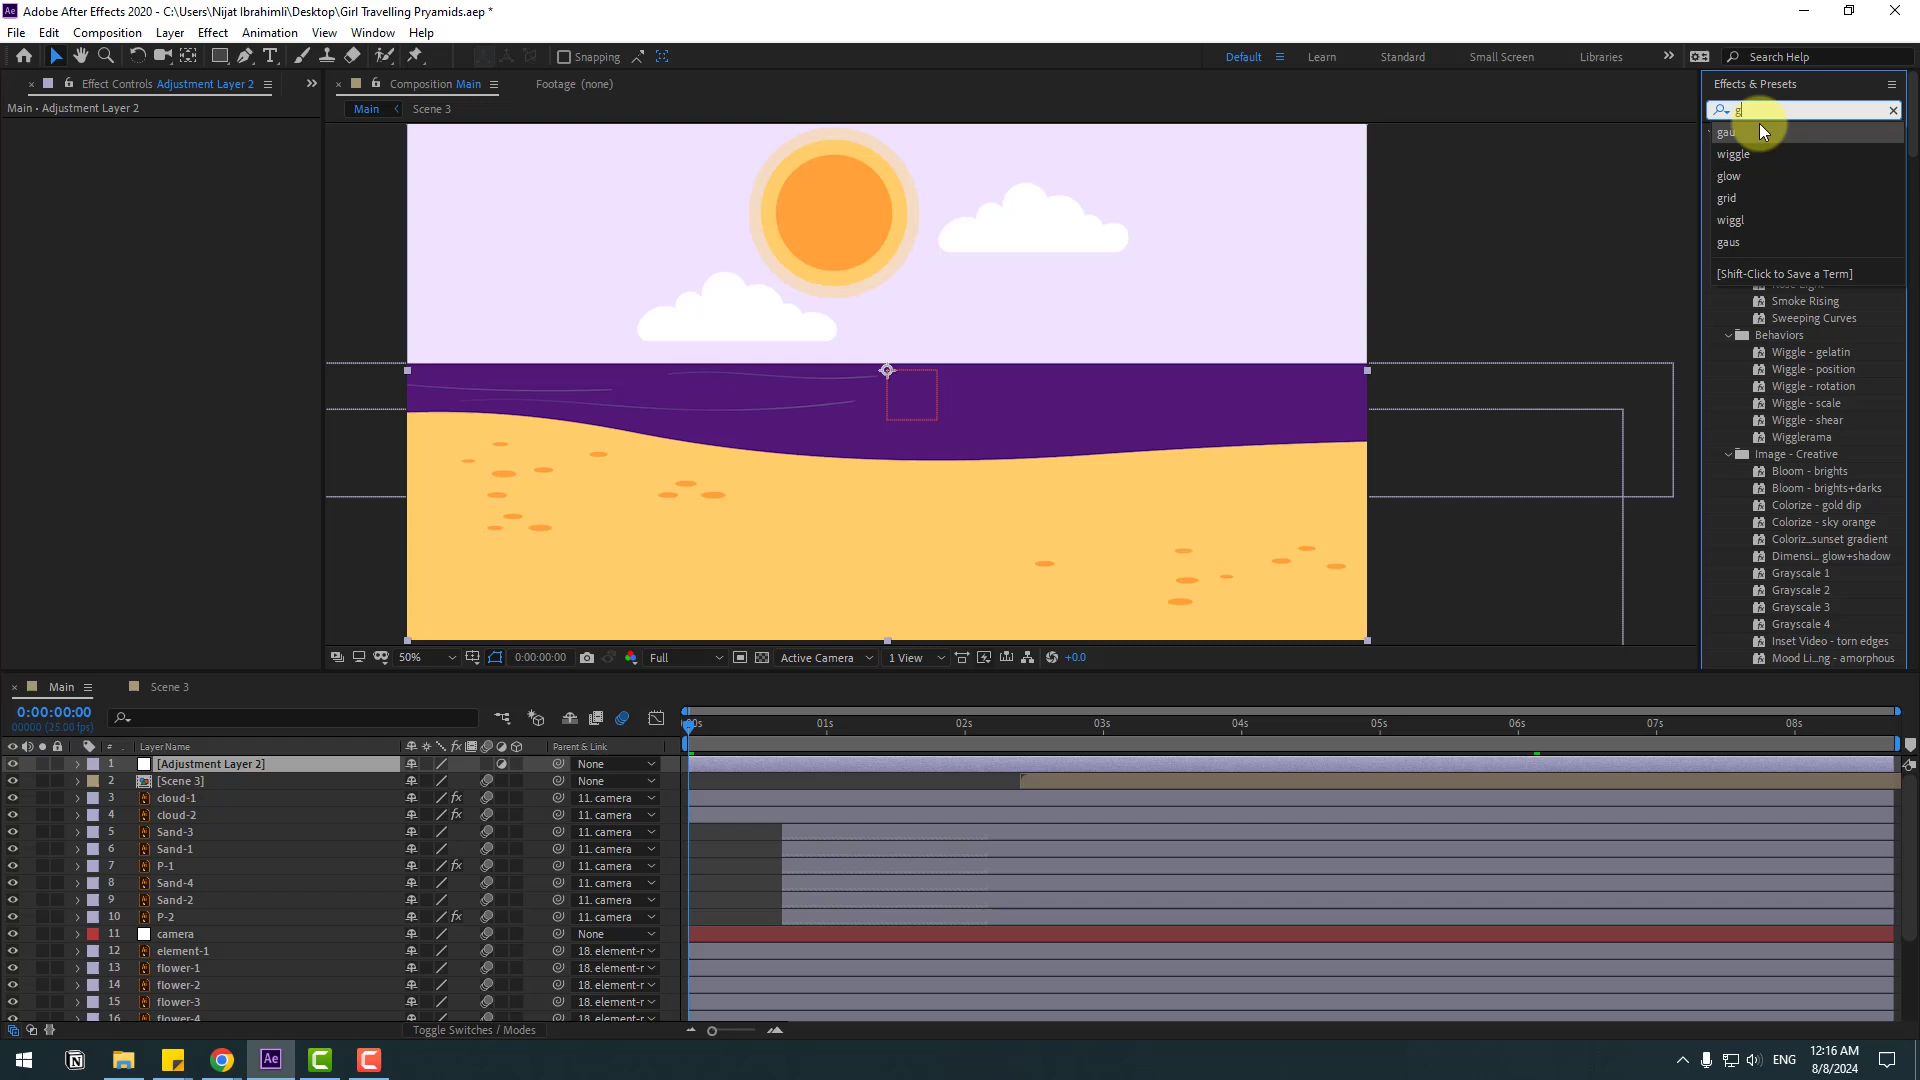 Adobe After Effects 2020 - C:\Users\Nijat Ibrahimli\Desktop\Girl Travelling Pryamids.aep *
File Edit Composition Layer Effect Animation View Window Help
Snapping
Default Learn Standard Small Screen Libraries Search Help
Effect Controls Adjustment Layer 2
Composition Main
Footage (none)
Effects & Presets
Main • Adjustment Layer 2
Main Scene 3
g
gau
wiggle
glow
grid
wiggl
gaus
[Shift-Click to Save a Term]
Smoke Rising
Sweeping Curves
Behaviors
Wiggle - gelatin
Wiggle - position
Wiggle - rotation
Wiggle - scale
Wiggle - shear
Wigglerama
Image - Creative
Bloom - brights
Bloom - brights+darks
Colorize - gold dip
Colorize - sky orange
Coloriz...sunset gradient
Dimensi... glow+shadow
Grayscale 1
Grayscale 2
Grayscale 3
Grayscale 4
Inset Video - torn edges
Mood Li...ng - amorphous
50% 0:00:00:00 Full Active Camera 1 View +0.0
Main Scene 3
0:00:00:00
00000 (25.00 fps)
00s 01s 02s 03s 04s 05s 06s 07s 08s
# Layer Name Parent & Link
1 [Adjustment Layer 2] None
2 [Scene 3] None
3 cloud-1 fx 11. camera
4 cloud-2 fx 11. camera
5 Sand-3 11. camera
6 Sand-1 11. camera
7 P-1 fx 11. camera
8 Sand-4 11. camera
9 Sand-2 11. camera
10 P-2 fx 11. camera
11 camera None
12 element-1 18. element-r
13 flower-1 18. element-r
14 flower-2 18. element-r
15 flower-3 18. element-r
16 flower-4 18. element-r
Toggle Switches / Modes
Ae ENG 12:16 AM
8/8/2024